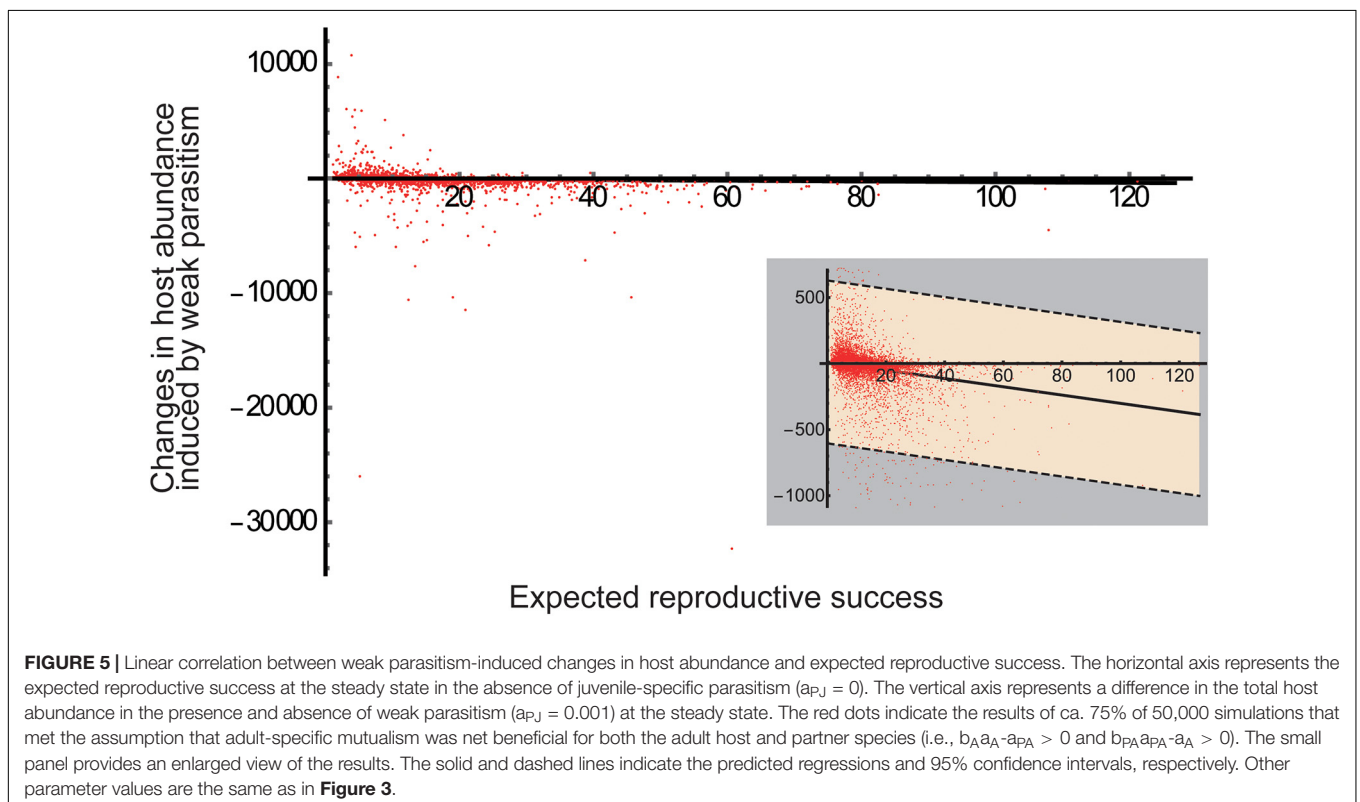 10000
Changes in host abundance
induced by weak parasitism
20 40 60 80 100 120
−10000
500
20 40 60 80 100 120
−20000
−500
−30000
−1000
Expected reproductive success
FIGURE 5 | Linear correlation between weak parasitism-induced changes in host abundance and expected reproductive success. The horizontal axis represents the
expected reproductive success at the steady state in the absence of juvenile-specific parasitism (aPJ = 0). The vertical axis represents a difference in the total host
abundance in the presence and absence of weak parasitism (aPJ = 0.001) at the steady state. The red dots indicate the results of ca. 75% of 50,000 simulations that
met the assumption that adult-specific mutualism was net beneficial for both the adult host and partner species (i.e., bAaA-aPA > 0 and bPAaPA-aA > 0). The small
panel provides an enlarged view of the results. The solid and dashed lines indicate the predicted regressions and 95% confidence intervals, respectively. Other
parameter values are the same as in Figure 3.